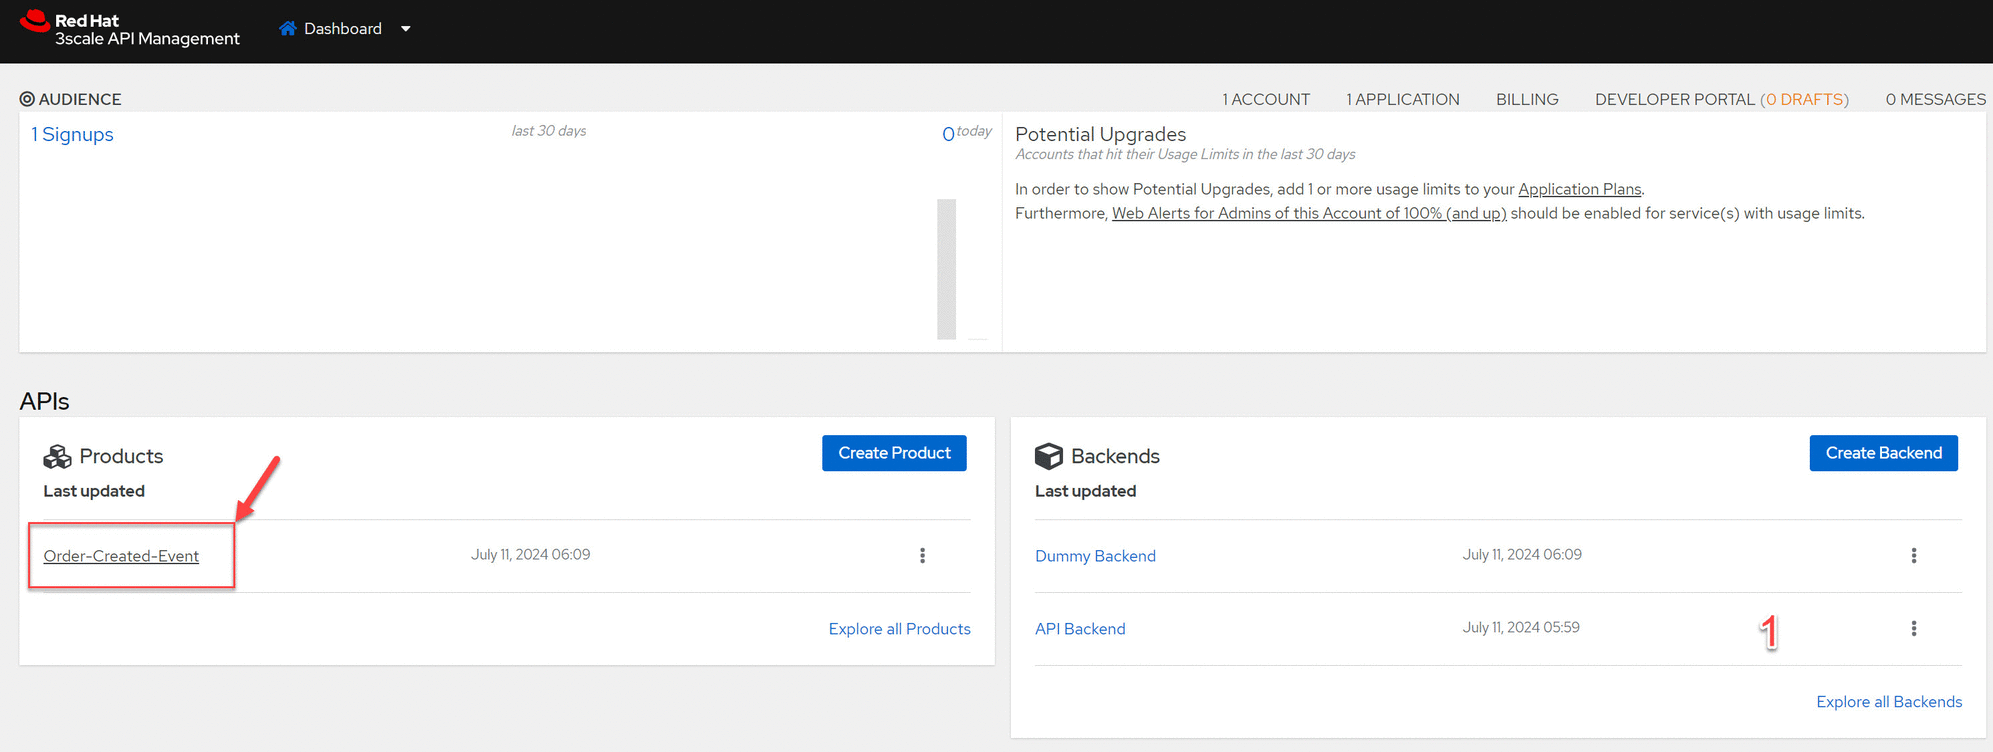 Red Hat
3scale API Management
Dashboard
AUDIENCE
1 ACCOUNT
1 APPLICATION
BILLING
DEVELOPER PORTAL (0 DRAFTS)
0 MESSAGES
1 Signups
last 30 days
0 today
Potential Upgrades
Accounts that hit their Usage Limits in the last 30 days
In order to show Potential Upgrades, add 1 or more usage limits to your Application Plans.
Furthermore, Web Alerts for Admins of this Account of 100% (and up) should be enabled for service(s) with usage limits.
APIs
Products
Create Product
Last updated
Order-Created-Event
July 11, 2024 06:09
Explore all Products
Backends
Create Backend
Last updated
Dummy Backend
July 11, 2024 06:09
API Backend
July 11, 2024 05:59
1
Explore all Backends